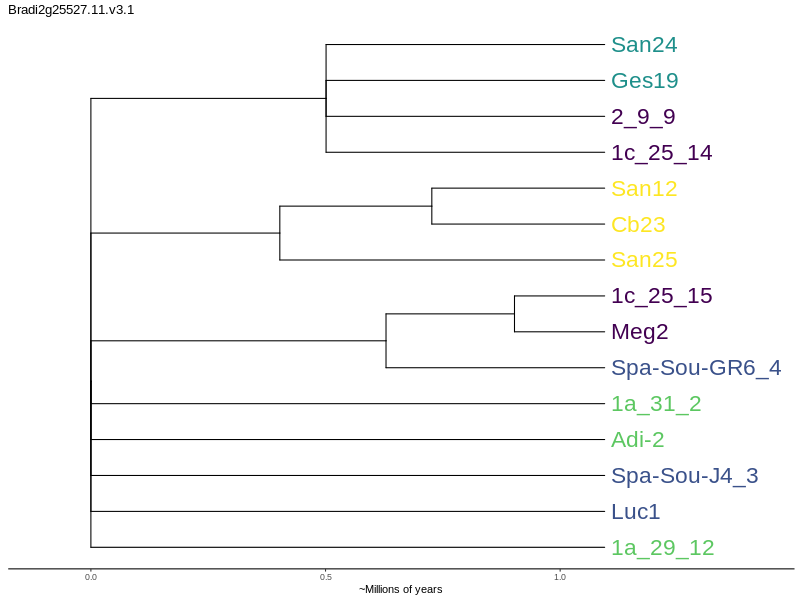 Bradi2g25527.11.v3.1
San24
Ges19
2_9_9
1c_25_14
San12
Cb23
San25
1c_25_15
Meg2
Spa-Sou-GR6_4
1a_31_2
Adi-2
Spa-Sou-J4_3
Luc1
1a_29_12
0.0 0.5 1.0
~Millions of years